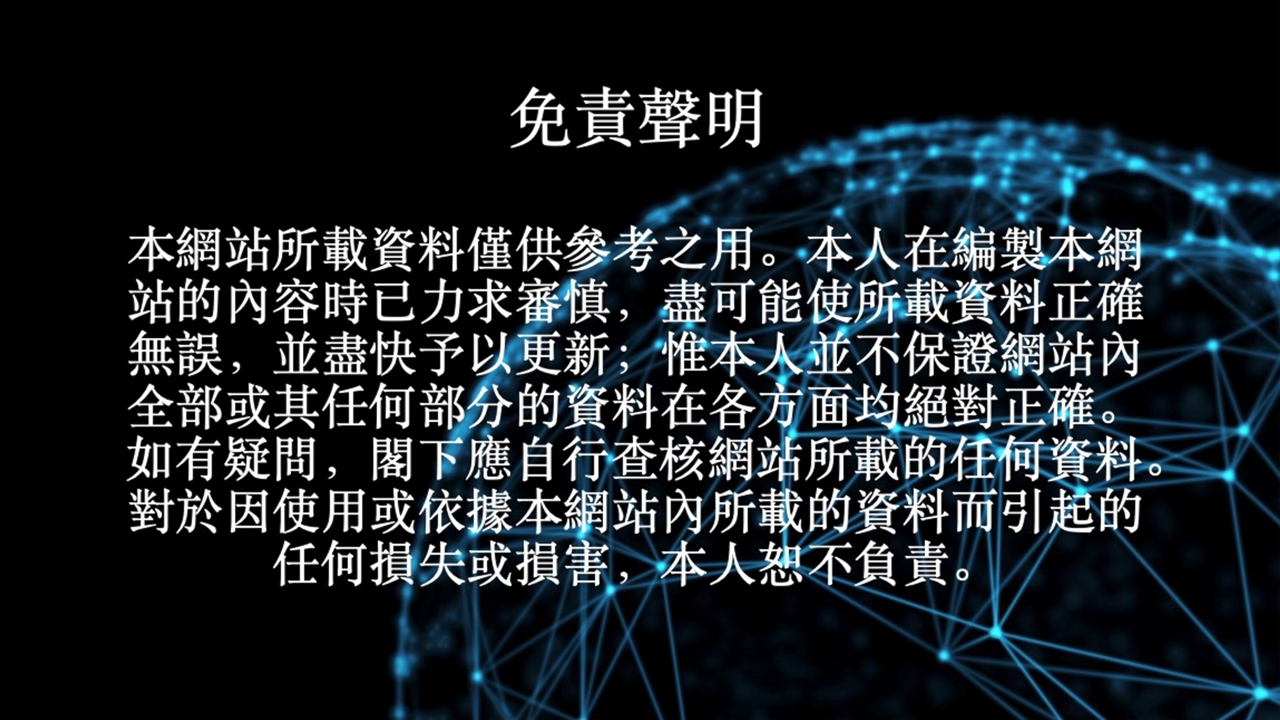 免責聲明
本網站所載資料僅供參考之用。本人在編製本網
站的內容時已力求審慎，盡可能使所載資料正確
無誤，並盡快予以更新；惟本人並不保證網站內
全部或其任何部分的資料在各方面均絕對正確。
如有疑問，閣下應自行查核網站所載的任何資料。
對於因使用或依據本網站內所載的資料而引起的
任何損失或損害，本人恕不負責。